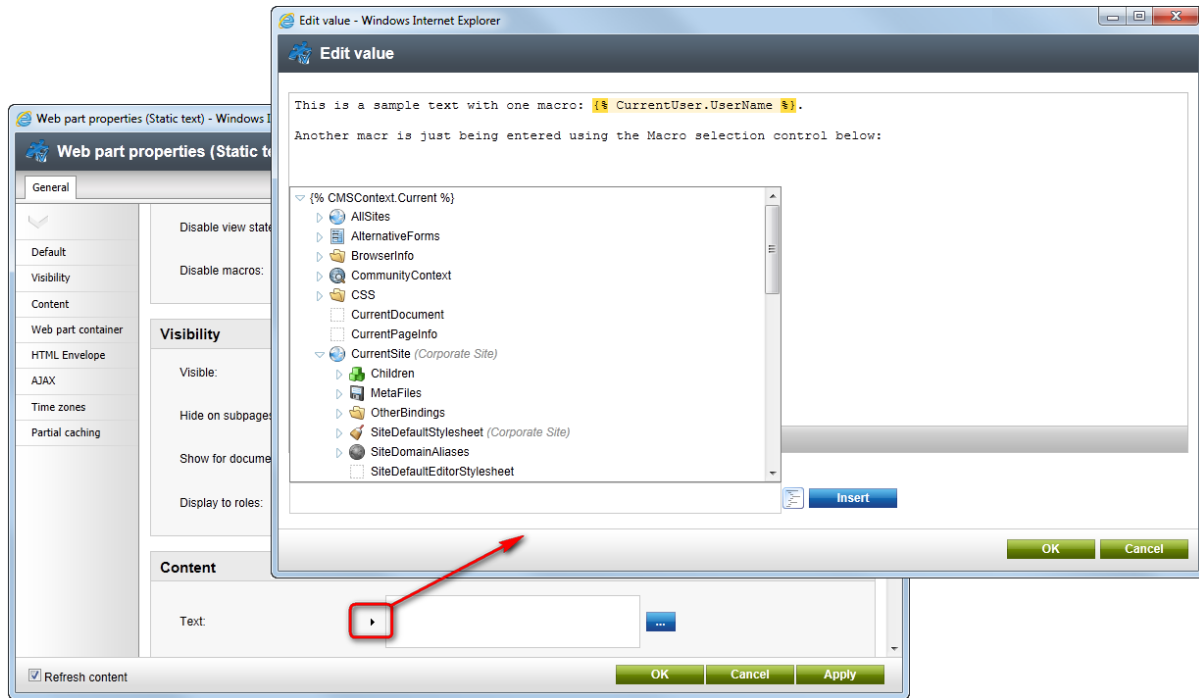 Edit value - Windows Internet Explorer
Edit value
This is a sample text with one macro: {% CurrentUser.UserName %}.
Another macr is just being entered using the Macro selection control below:
{% CMSContext.Current %}
AllSites
AlternativeForms
BrowserInfo
CommunityContext
CSS
CurrentDocument
CurrentPageInfo
CurrentSite (Corporate Site)
Children
MetaFiles
OtherBindings
SiteDefaultStylesheet (Corporate Site)
SiteDomainAliases
SiteDefaultEditorStylesheet
Insert
OK Cancel
Web part properties (Static text) - Windows I
Web part properties (Static te
General
Default
Visibility
Content
Web part container
HTML Envelope
AJAX
Time zones
Partial caching
Disable view state
Disable macros:
Visibility
Visible:
Hide on subpages
Show for docume
Display to roles:
Content
Text:
...
Refresh content
OK Cancel Apply